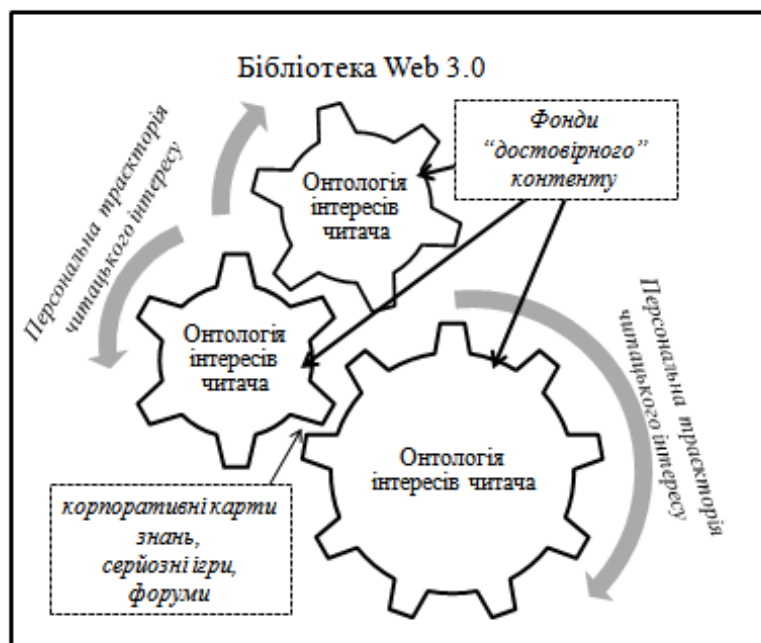 Бібліотека Web 3.0
Фонди
“достовірного”
контенту
Персональна траєкторія
читацького інтересу
Онтологія
інтересів
читача
Онтологія
інтересів
читача
Персональна траєкторія
читацького інтересу
Онтологія
інтересів читача
корпоративні карти
знань,
серйозні ігри,
форуми